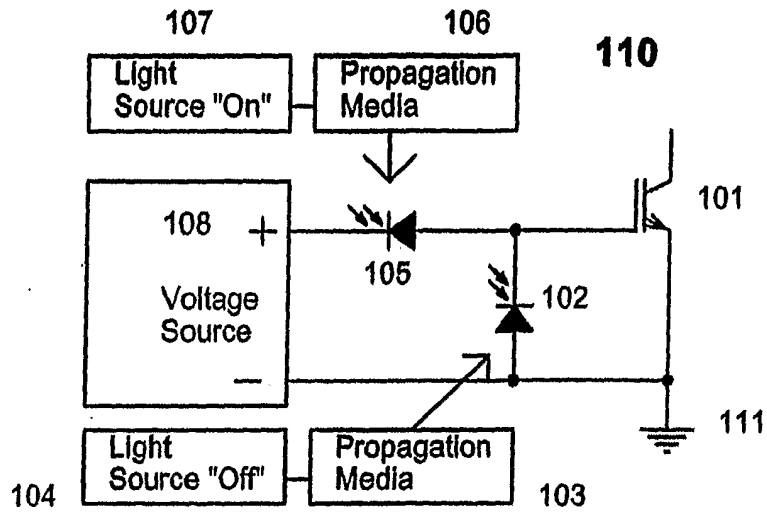 107
106
110
Light
Source "On"
Propagation
Media
101
108
+
105
102
Voltage
Source
−
111
Light
Source "Off"
Propagation
Media
104
103